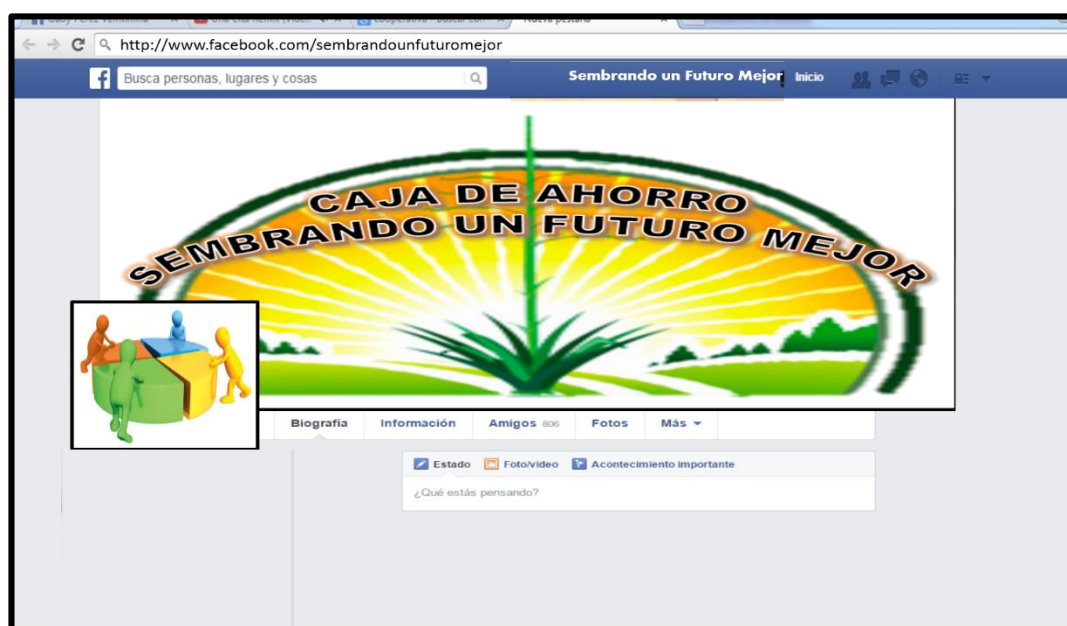 http://www.facebook.com/sembrandounfuturomejor
Busca personas, lugares y cosas
Sembrando un Futuro Mejor Inicio
CAJA DE AHORRO
SEMBRANDO UN FUTURO MEJOR
Biografía Información Amigos 806 Fotos Más
Estado Foto/video Acontecimiento importante
¿Qué estás pensando?